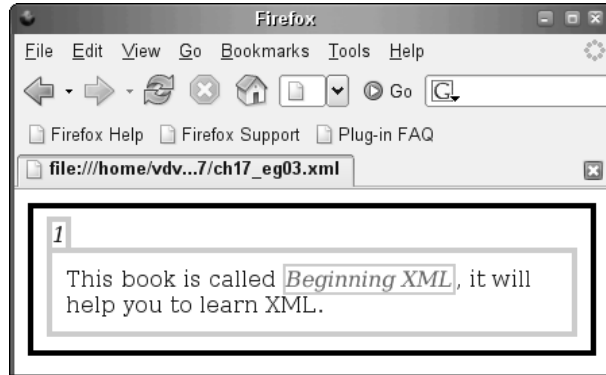 Firefox
File Edit View Go Bookmarks Tools Help
Go G
Firefox Help Firefox Support Plug-in FAQ
file:///home/vdv...7/ch17_eg03.xml
1
This book is called Beginning XML, it will
help you to learn XML.